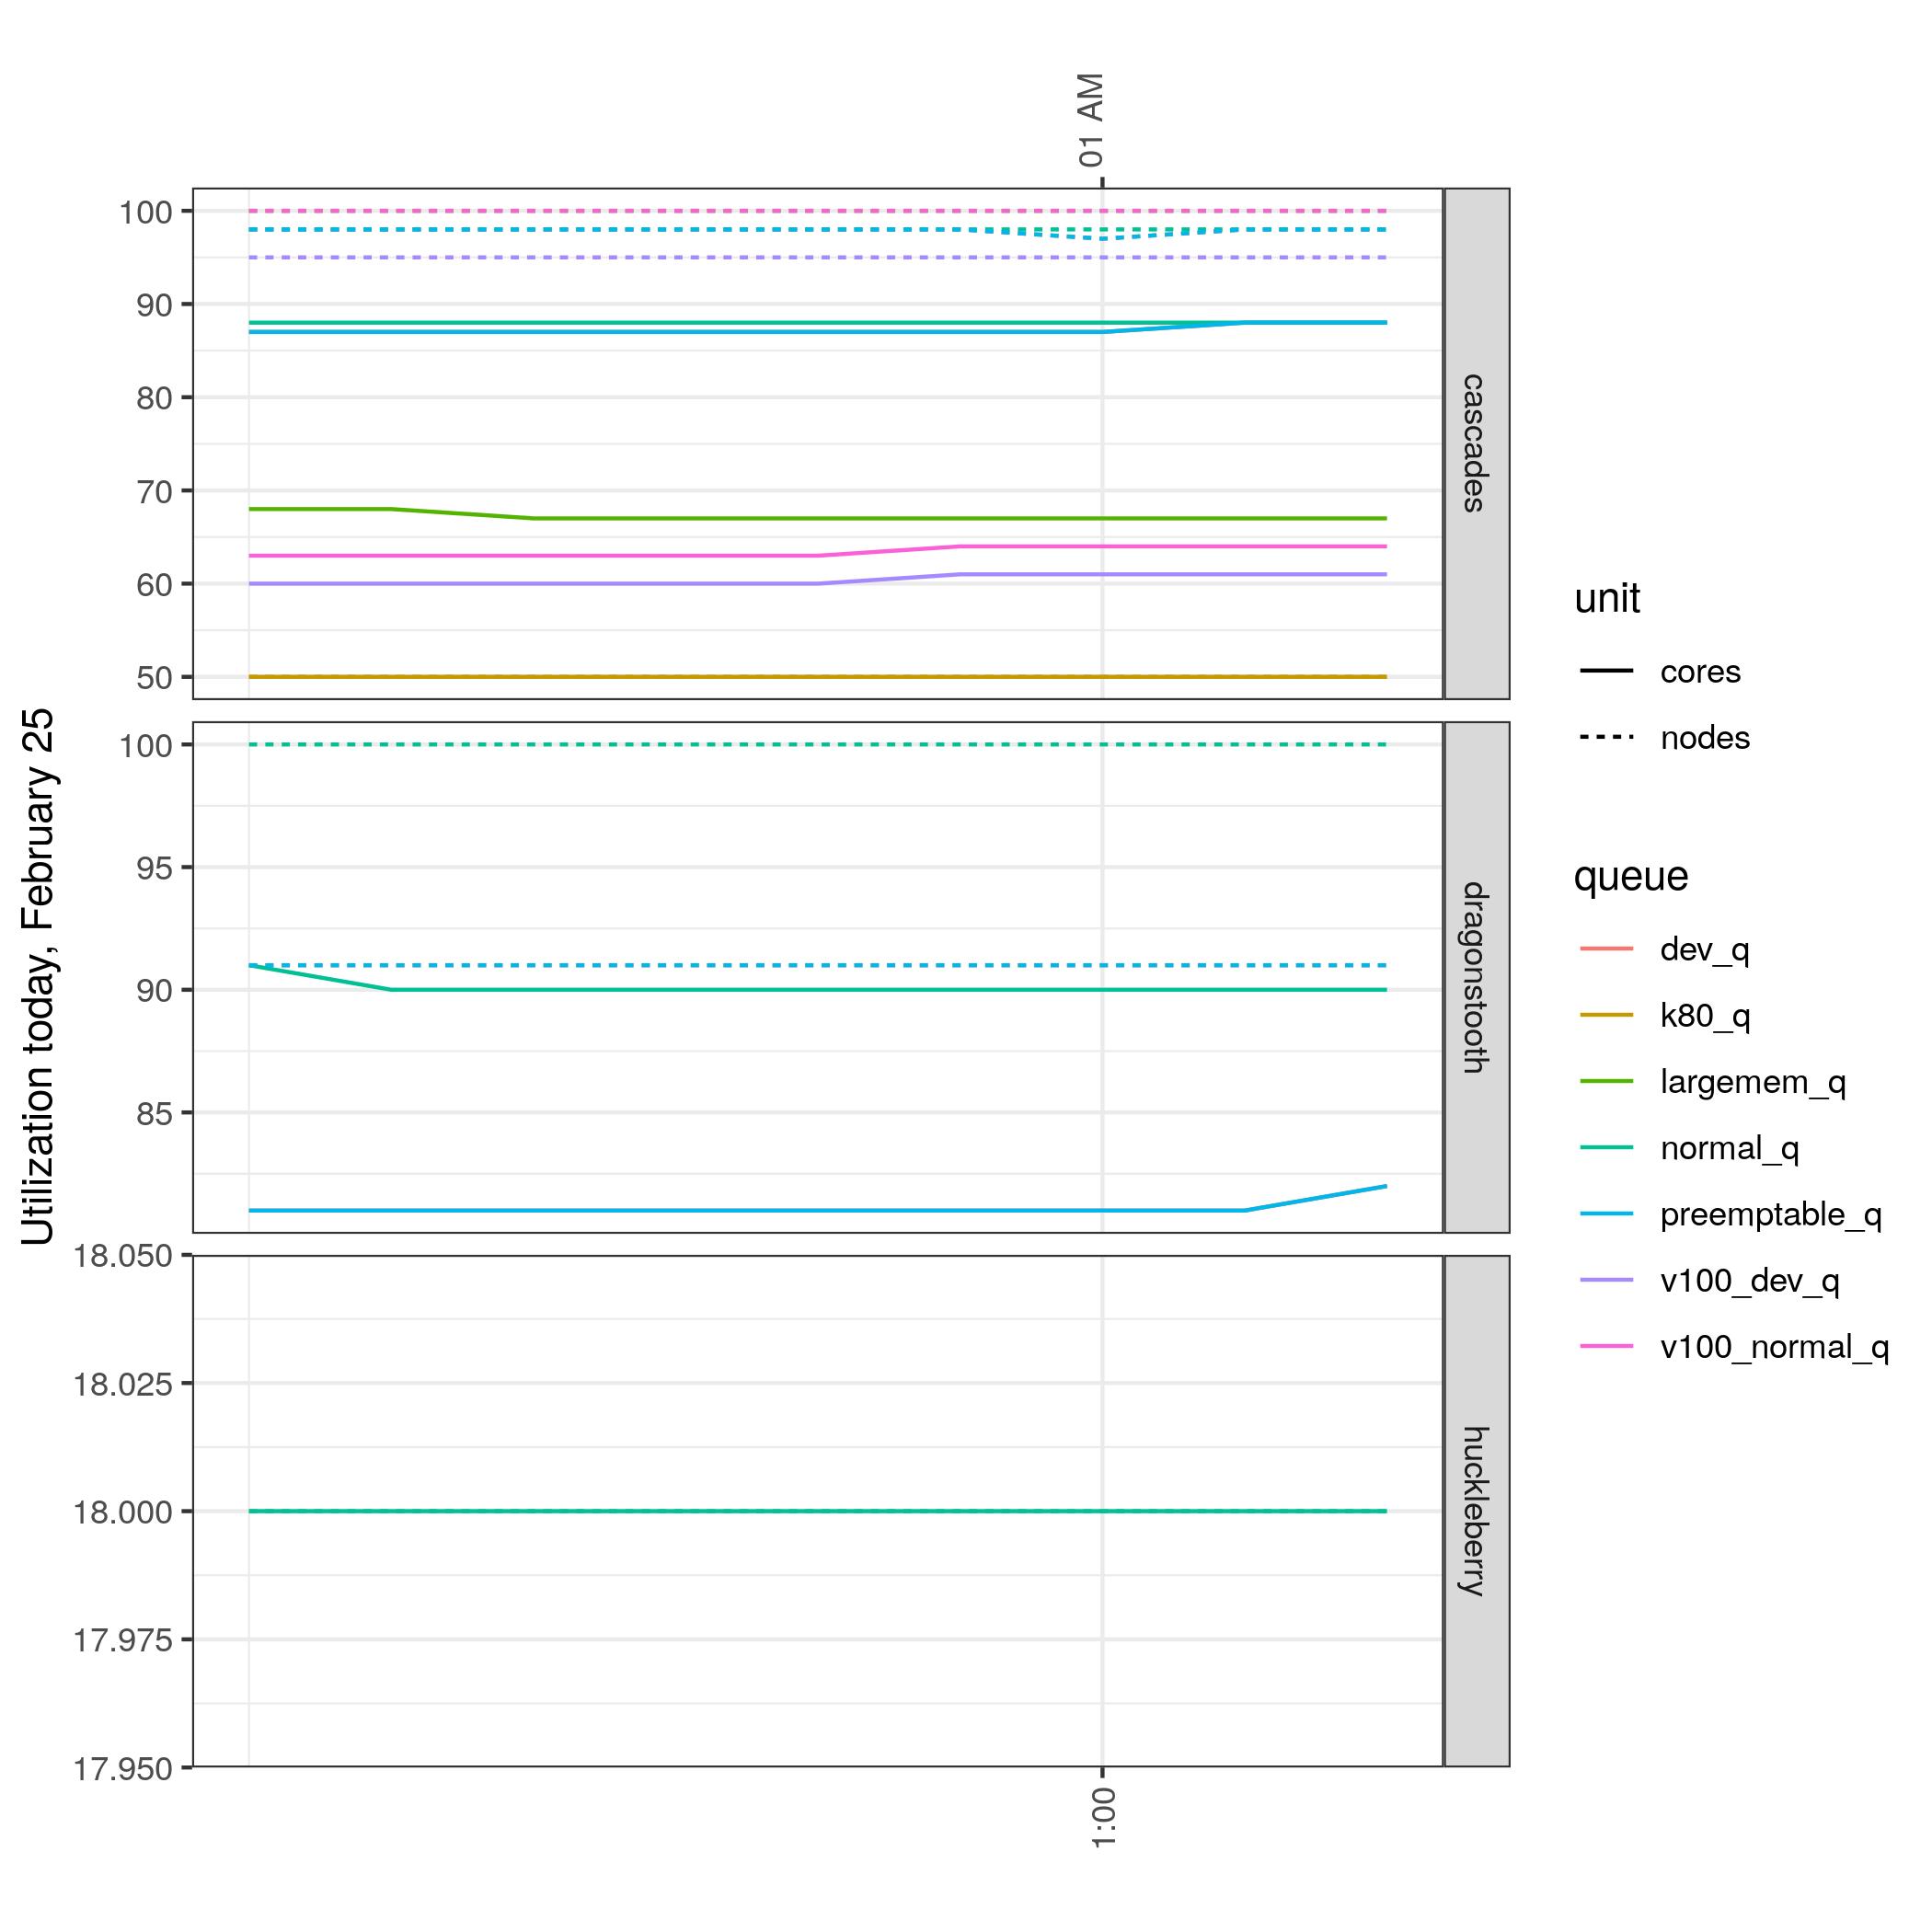 01 AM
100
90
80
70
60
50
cascades
100
95
90
85
dragonstooth
18.050
18.025
18.000
17.975
17.950
huckleberry
1:00
Utilization today, February 25
unit
cores
nodes
queue
dev_q
k80_q
largemem_q
normal_q
preemptable_q
v100_dev_q
v100_normal_q